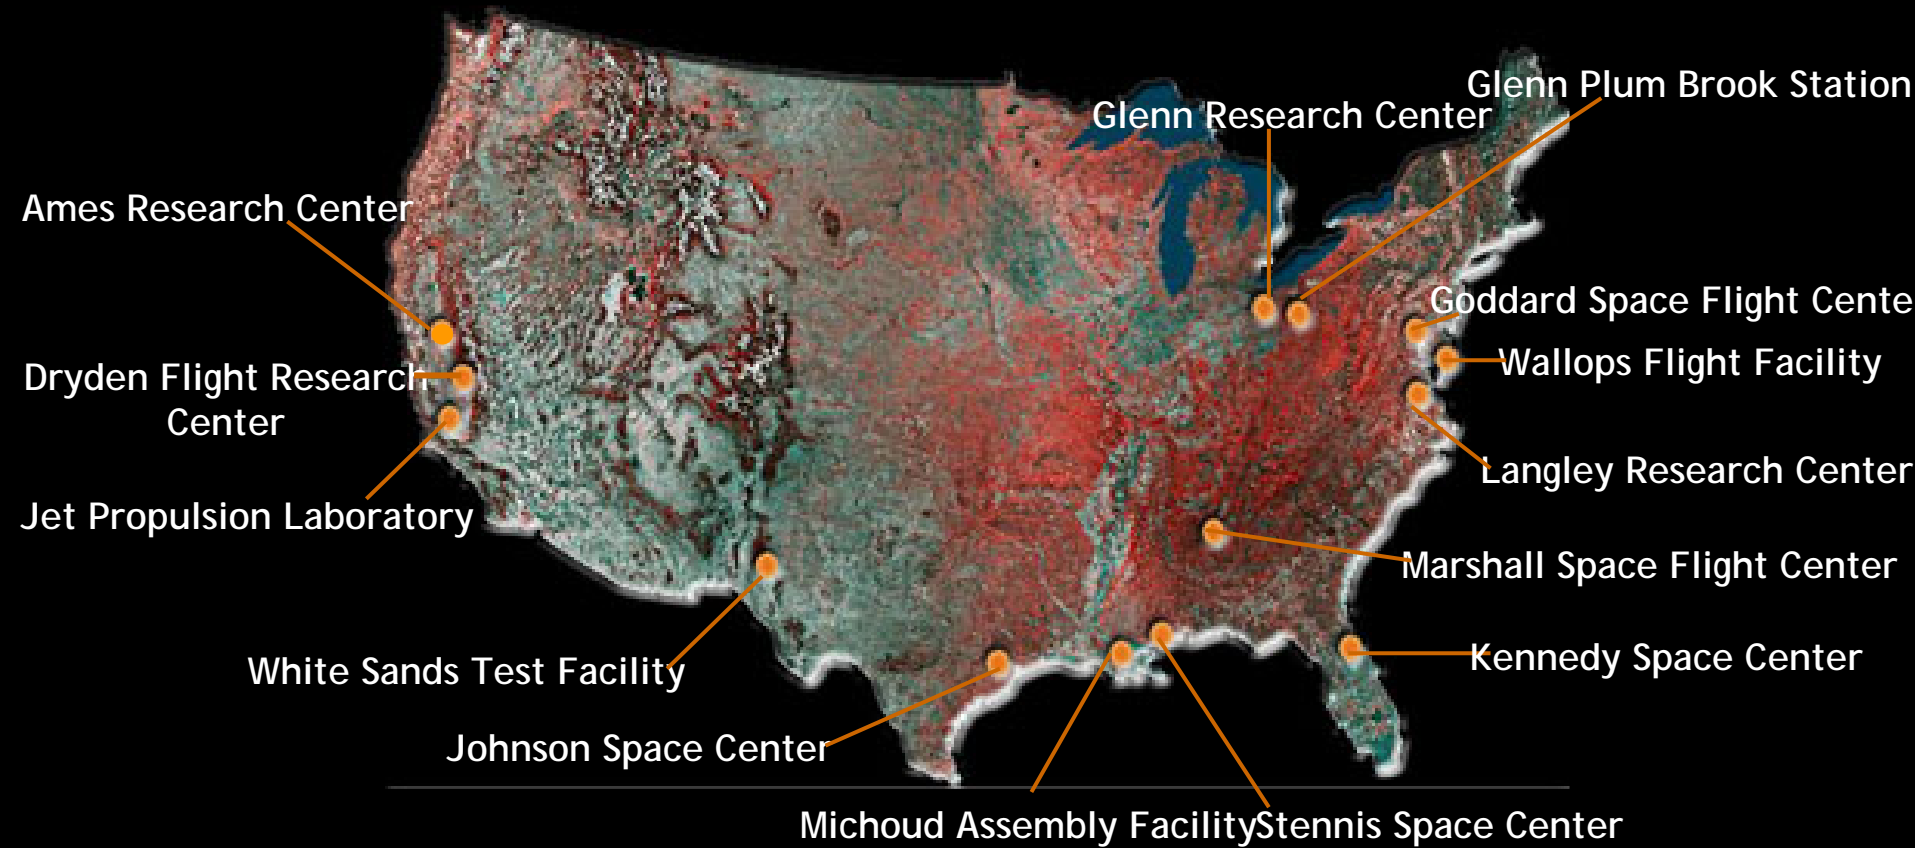 Glenn Plum Brook Station
Glenn Research Center
Ames Research Center
Goddard Space Flight Cente
Wallops Flight Facility
Dryden Flight Research
Center
Langley Research Center
Jet Propulsion Laboratory
Marshall Space Flight Center
Kennedy Space Center
White Sands Test Facility
Johnson Space Center
Michoud Assembly Facility
Stennis Space Center